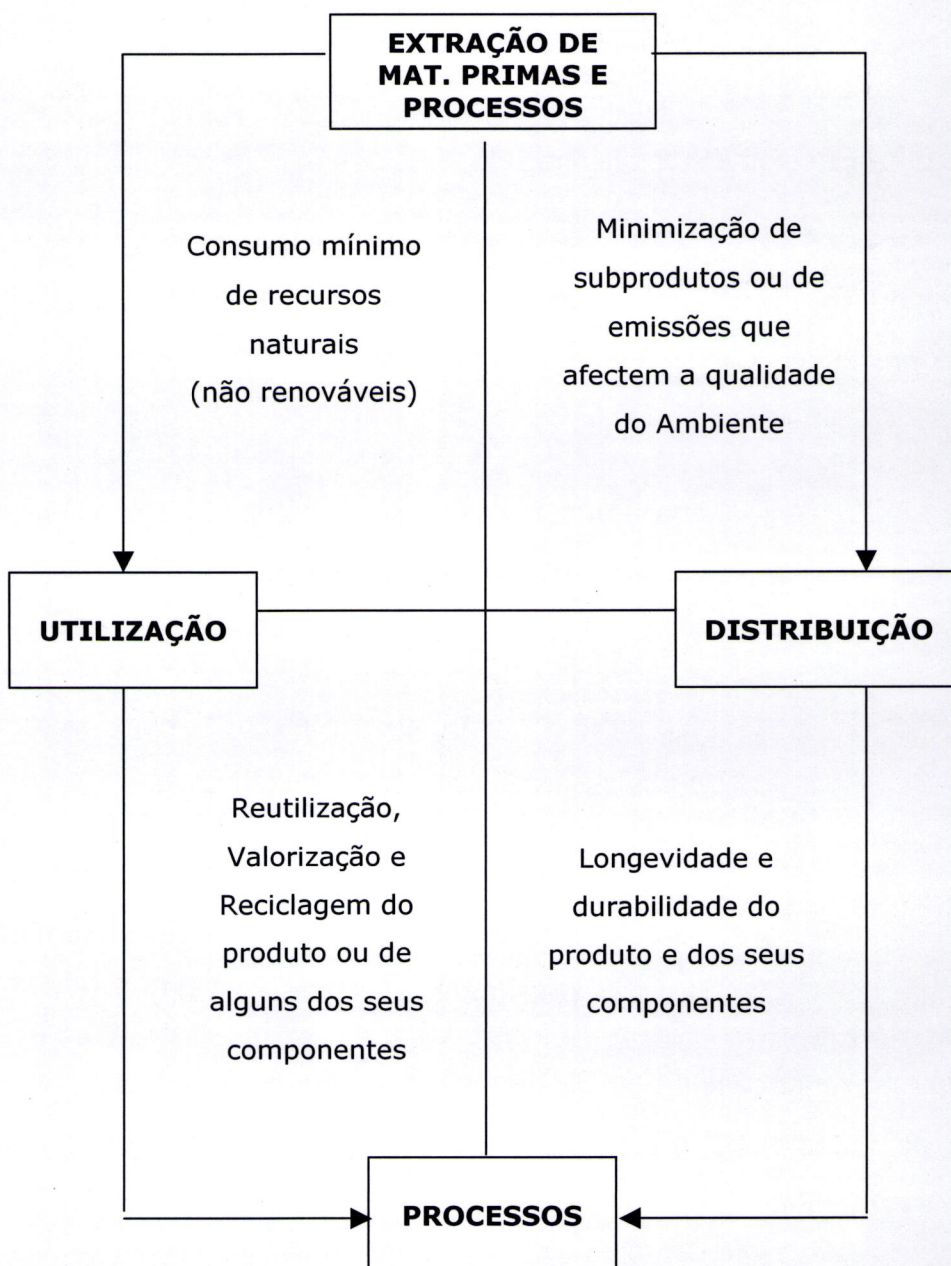 EXTRAÇÃO DE
MAT. PRIMAS E
PROCESSOS
Consumo mínimo
de recursos
naturais
(não renováveis)
Minimização de
subprodutos ou de
emissões que
afectem a qualidade
do Ambiente
UTILIZAÇÃO
DISTRIBUIÇÃO
Reutilização,
Valorização e
Reciclagem do
produto ou de
alguns dos seus
componentes
Longevidade e
durabilidade do
produto e dos seus
componentes
PROCESSOS